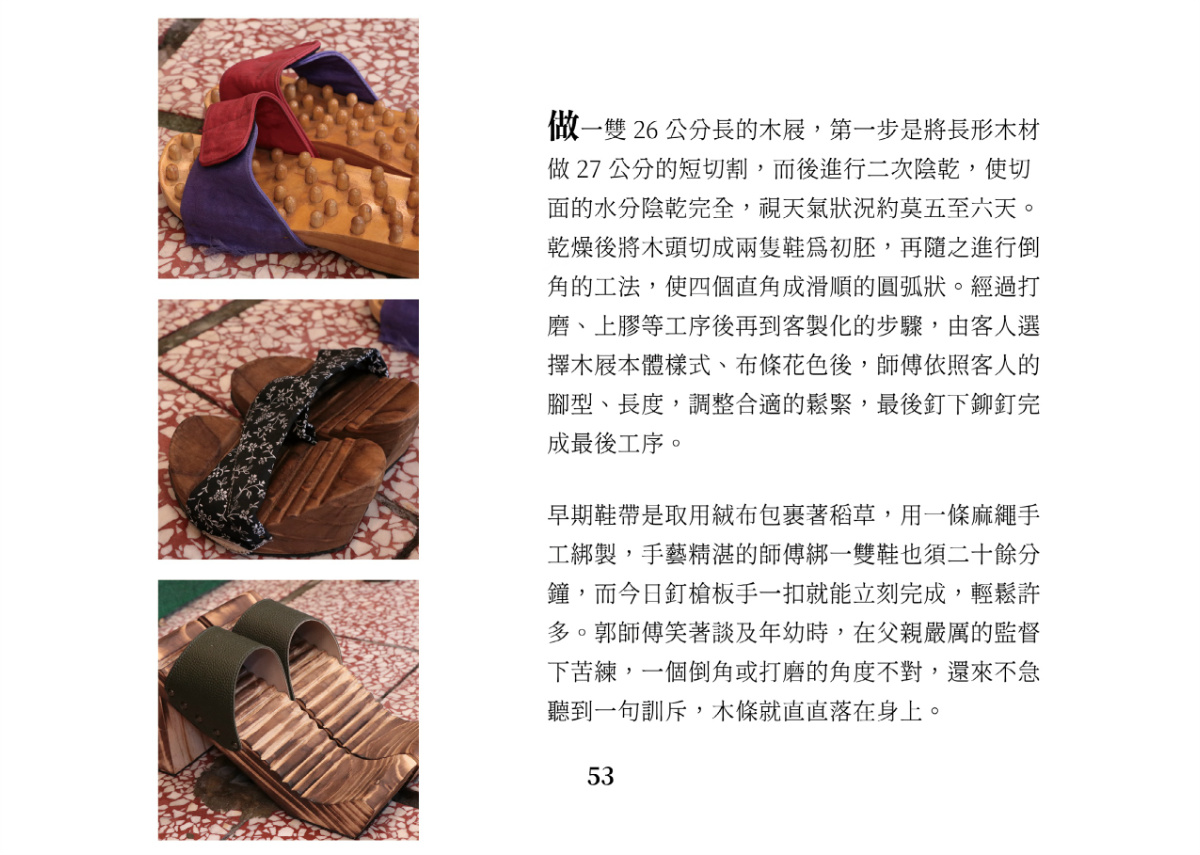 做一雙 26 公分長的木屐，第一步是將長形木材
做 27 公分的短切割，而後進行二次陰乾，使切
面的水分陰乾完全，視天氣狀況約莫五至六天。
乾燥後將木頭切成兩隻鞋為初胚，再隨之進行倒
角的工法，使四個直角成滑順的圓弧狀。經過打
磨、上膠等工序後再到客製化的步驟，由客人選
擇木屐本體樣式、布條花色後，師傅依照客人的
腳型、長度，調整合適的鬆緊，最後釘下鉚釘完
成最後工序。
早期鞋帶是取用絨布包裹著稻草，用一條麻繩手
工綁製，手藝精湛的師傅綁一雙鞋也須二十餘分
鐘，而今日釘槍板手一扣就能立刻完成，輕鬆許
多。郭師傅笑著談及年幼時，在父親嚴厲的監督
下苦練，一個倒角或打磨的角度不對，還來不急
聽到一句訓斥，木條就直直落在身上。
53